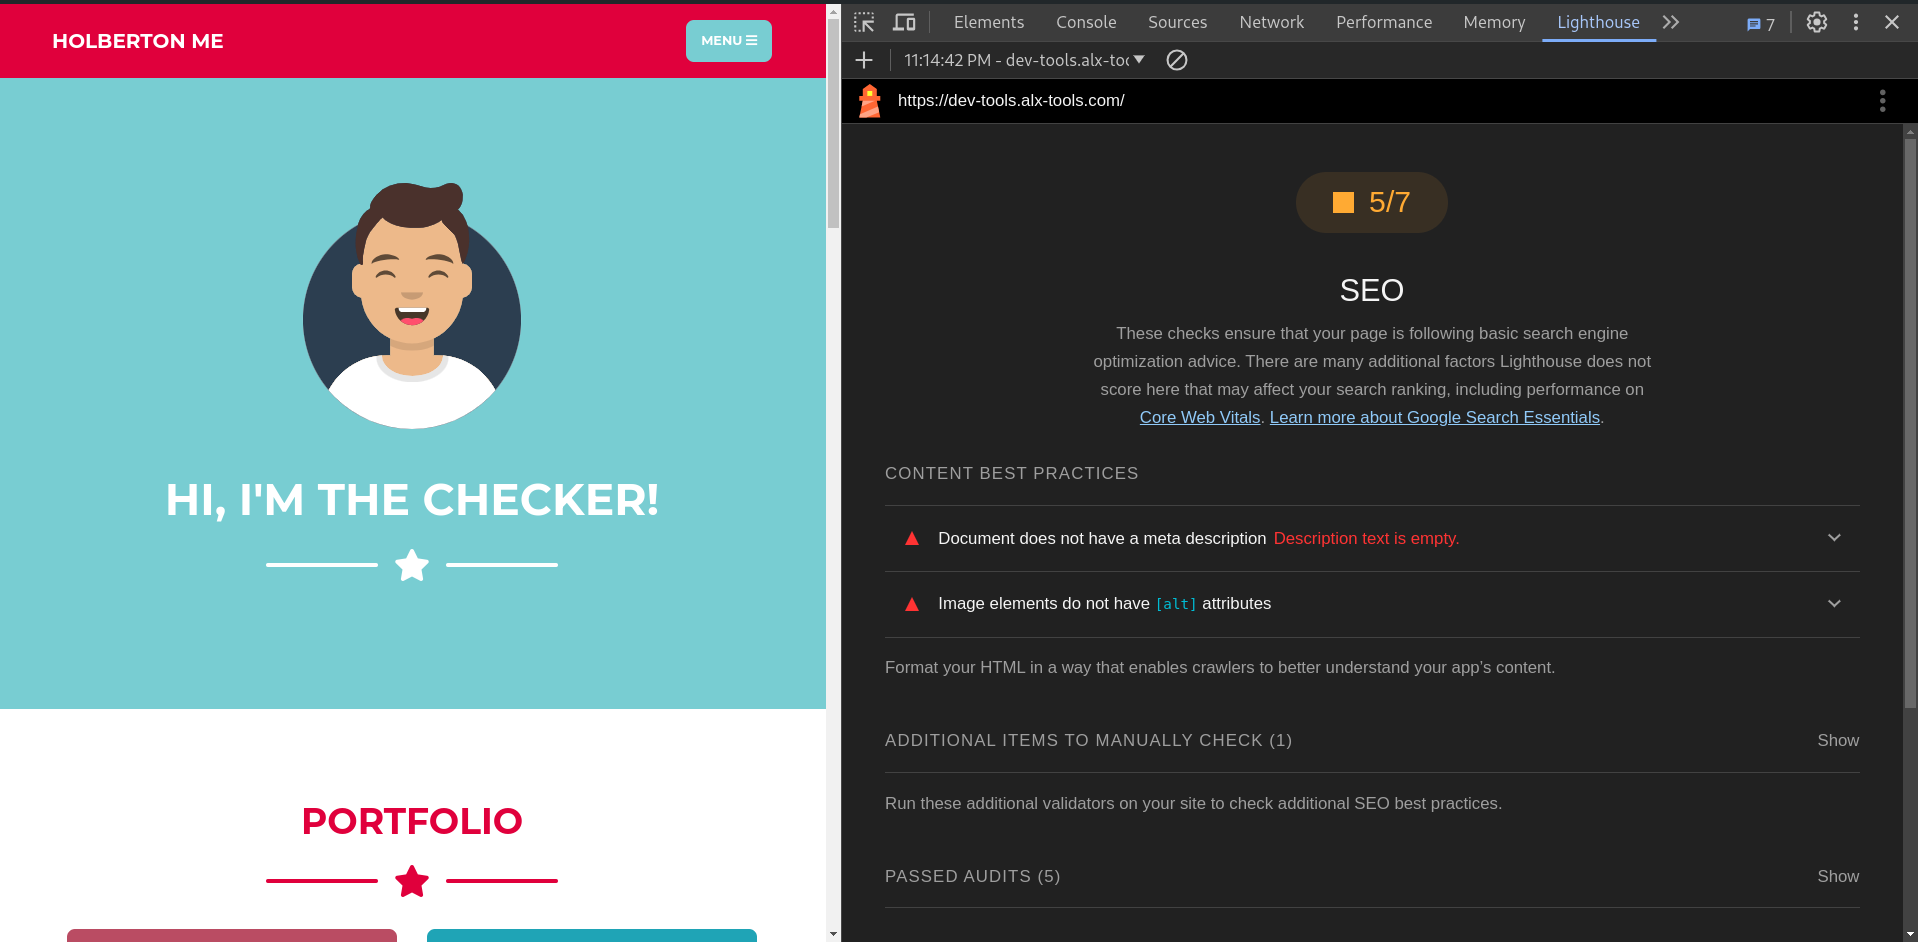 HOLBERTON ME
MENU
HI, I'M THE CHECKER!
PORTFOLIO
Elements Console Sources Network Performance Memory Lighthouse 7
11:14:42 PM - dev-tools.alx-too
https://dev-tools.alx-tools.com/
5/7
SEO
These checks ensure that your page is following basic search engine
optimization advice. There are many additional factors Lighthouse does not
score here that may affect your search ranking, including performance on
Core Web Vitals. Learn more about Google Search Essentials.
CONTENT BEST PRACTICES
Document does not have a meta description Description text is empty.
Image elements do not have [alt] attributes
Format your HTML in a way that enables crawlers to better understand your app's content.
ADDITIONAL ITEMS TO MANUALLY CHECK (1) Show
Run these additional validators on your site to check additional SEO best practices.
PASSED AUDITS (5) Show